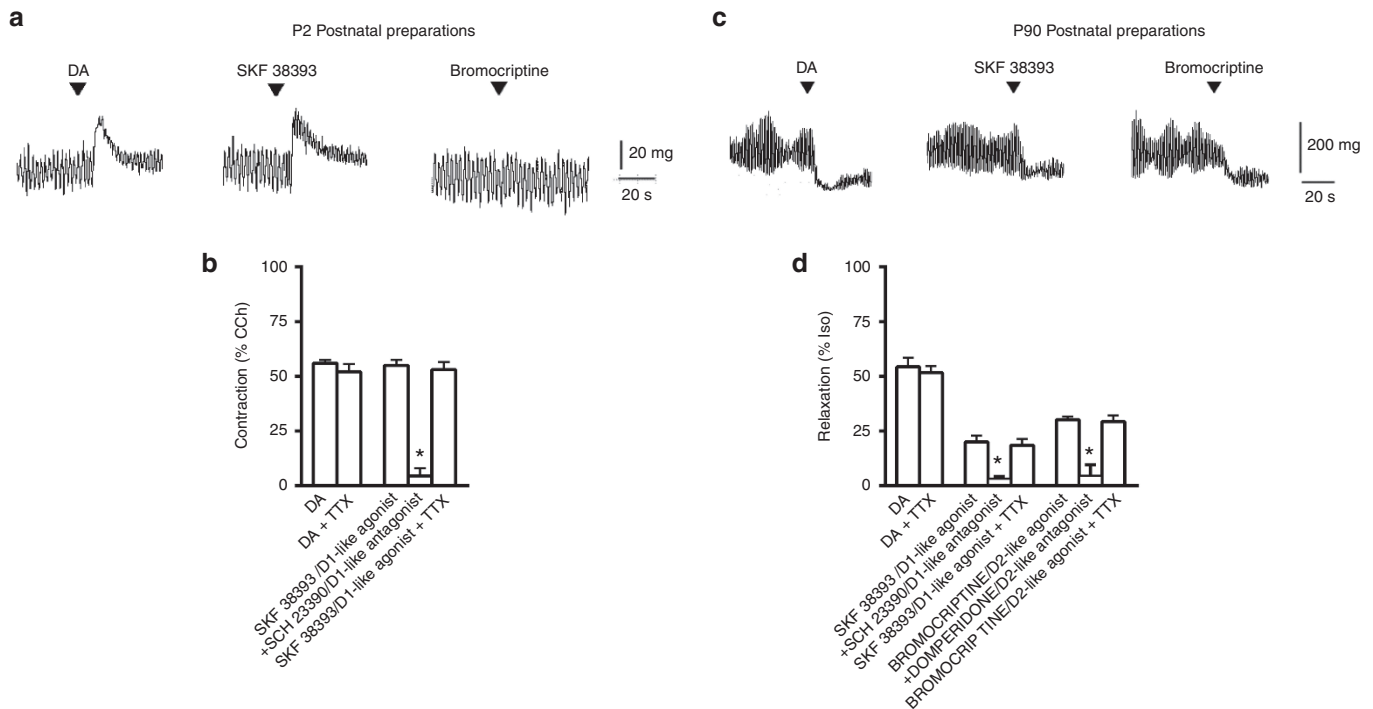 a
P2 Postnatal preparations
DA
SKF 38393
Bromocriptine
20 mg
20 s
c
P90 Postnatal preparations
DA
SKF 38393
Bromocriptine
200 mg
20 s
b
Contraction (% CCh)
100
75
50
25
0
*
DA
DA + TTX
SKF 38393 /D1-like agonist
+SCH 23390/D1-like antagonist
SKF 38393/D1-like agonist + TTX
d
Relaxation (% Iso)
100
75
50
25
0
*
*
DA
DA + TTX
SKF 38393 /D1-like agonist
+SCH 23390/D1-like antagonist
SKF 38393/D1-like agonist + TTX
BROMOCRIPTINE/D2-like agonist
+DOMPERIDONE/D2-like antagonist
BROMOCRIP TINE/D2-like agonist + TTX